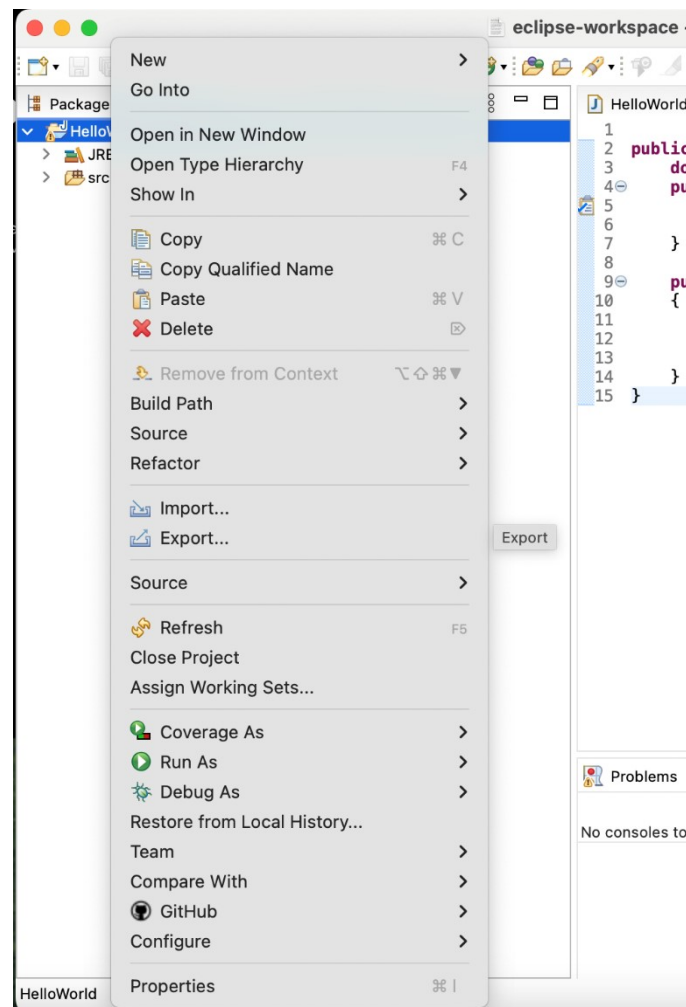 eclipse-workspace -
Package
HelloW
JRE
src
New
Go Into
Open in New Window
Open Type Hierarchy F4
Show In
Copy ⌘ C
Copy Qualified Name
Paste ⌘ V
Delete ⌦
Remove from Context ⌥⇧⌘▼
Build Path
Source
Refactor
Import...
Export...
Source
Refresh F5
Close Project
Assign Working Sets...
Coverage As
Run As
Debug As
Restore from Local History...
Team
Compare With
GitHub
Configure
Properties ⌘ I
Export
HelloWorld
1
2 public
3 do
4 pu
5
6
7 }
8
9 pu
10 {
11
12
13
14 }
15 }
Problems
No consoles to
HelloWorld